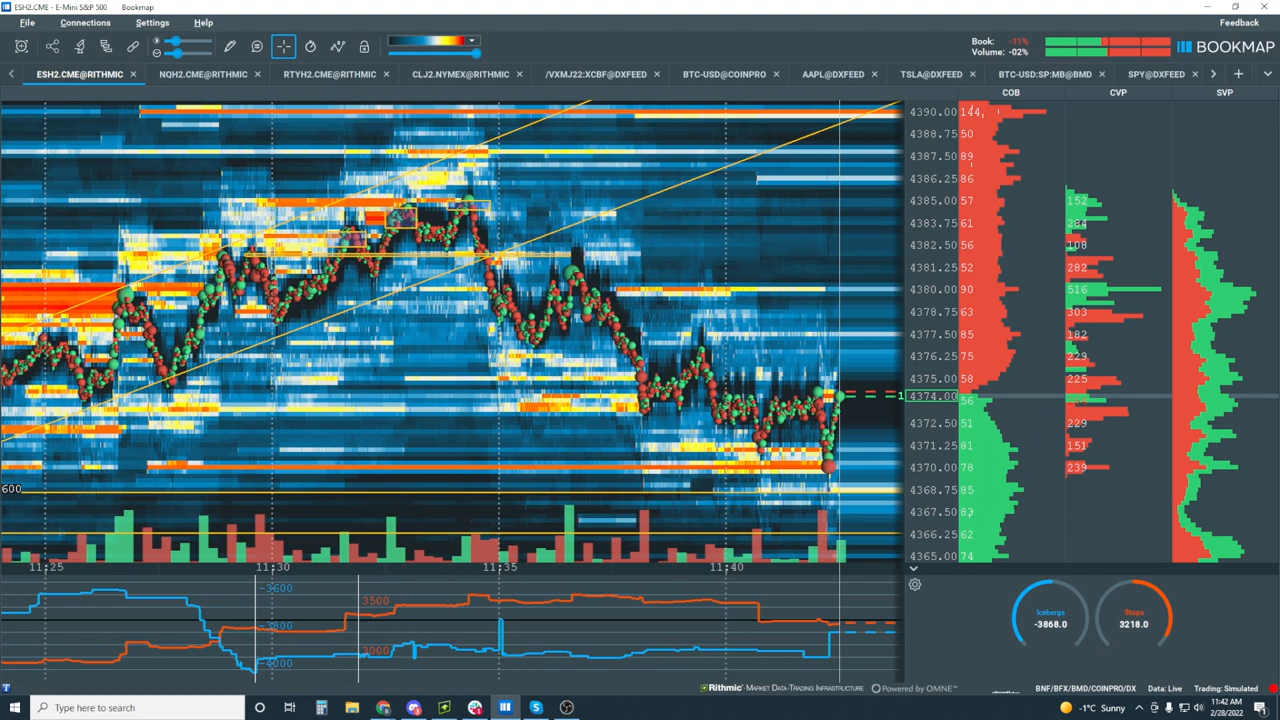 ESH2.CME - E-Mini S&P 500 Bookmap
File Connections Settings Help Feedback
Book: -11%
Volume: -02%
BOOKMAP
ESH2.CME@RITHMIC NQH2.CME@RITHMIC RTYH2.CME@RITHMIC CLJ2.NYMEX@RITHMIC /VXMJ22:XCBF@DXFEED BTC-USD@COINPRO AAPL@DXFEED TSLA@DXFEED BTC-USD:SP:MB@BMD SPY@DXFEED
COB CVP SVP
4390.00 144
4388.75 50
4387.50 89
4386.25 86
4385.00 57 152
4383.75 61 284
4382.50 56 108
4381.25 52 282
4380.00 90 516
4378.75 63 303
4377.50 85 182
4376.25 75 229
4375.00 58 225
1 4374.00 56
4372.50 51 229
4371.25 81 151
4370.00 78 239
600 4368.75 85
4367.50 83
4366.25 62
4365.00 74
11:25 11:30 11:35 11:40
-3600
3500
-3800
3000
-4000
Icebergs
-3868.0
Stops
3218.0
Rithmic - MARKET DATA-TRADING INFRASTRUCTURE Powered by OMNE™
BNF/BFX/BMD/COINPRO/DX Data: Live Trading: Simulated
Type here to search
-1°C Sunny
11:42 AM
2/28/2022